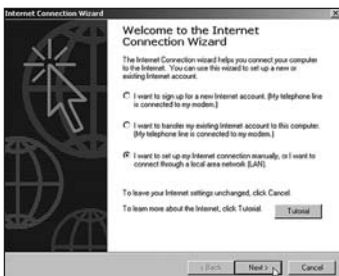 Internet Connection Wizard
Welcome to the Internet
Connection Wizard
The Internet Connection wizard helps you connect your computer
to the Internet. You can use this wizard to set up a new or
existing Internet account.
I want to sign up for a new Internet account. (My telephone line
is connected to my modem.)
I want to transfer my existing Internet account to this computer.
(My telephone line is connected to my modem.)
I want to set up my Internet connection manually, or I want to
connect through a local area network (LAN).
To leave your Internet settings unchanged, click Cancel.
To learn more about the Internet, click Tutorial.
Tutorial
< Back
Next >
Cancel